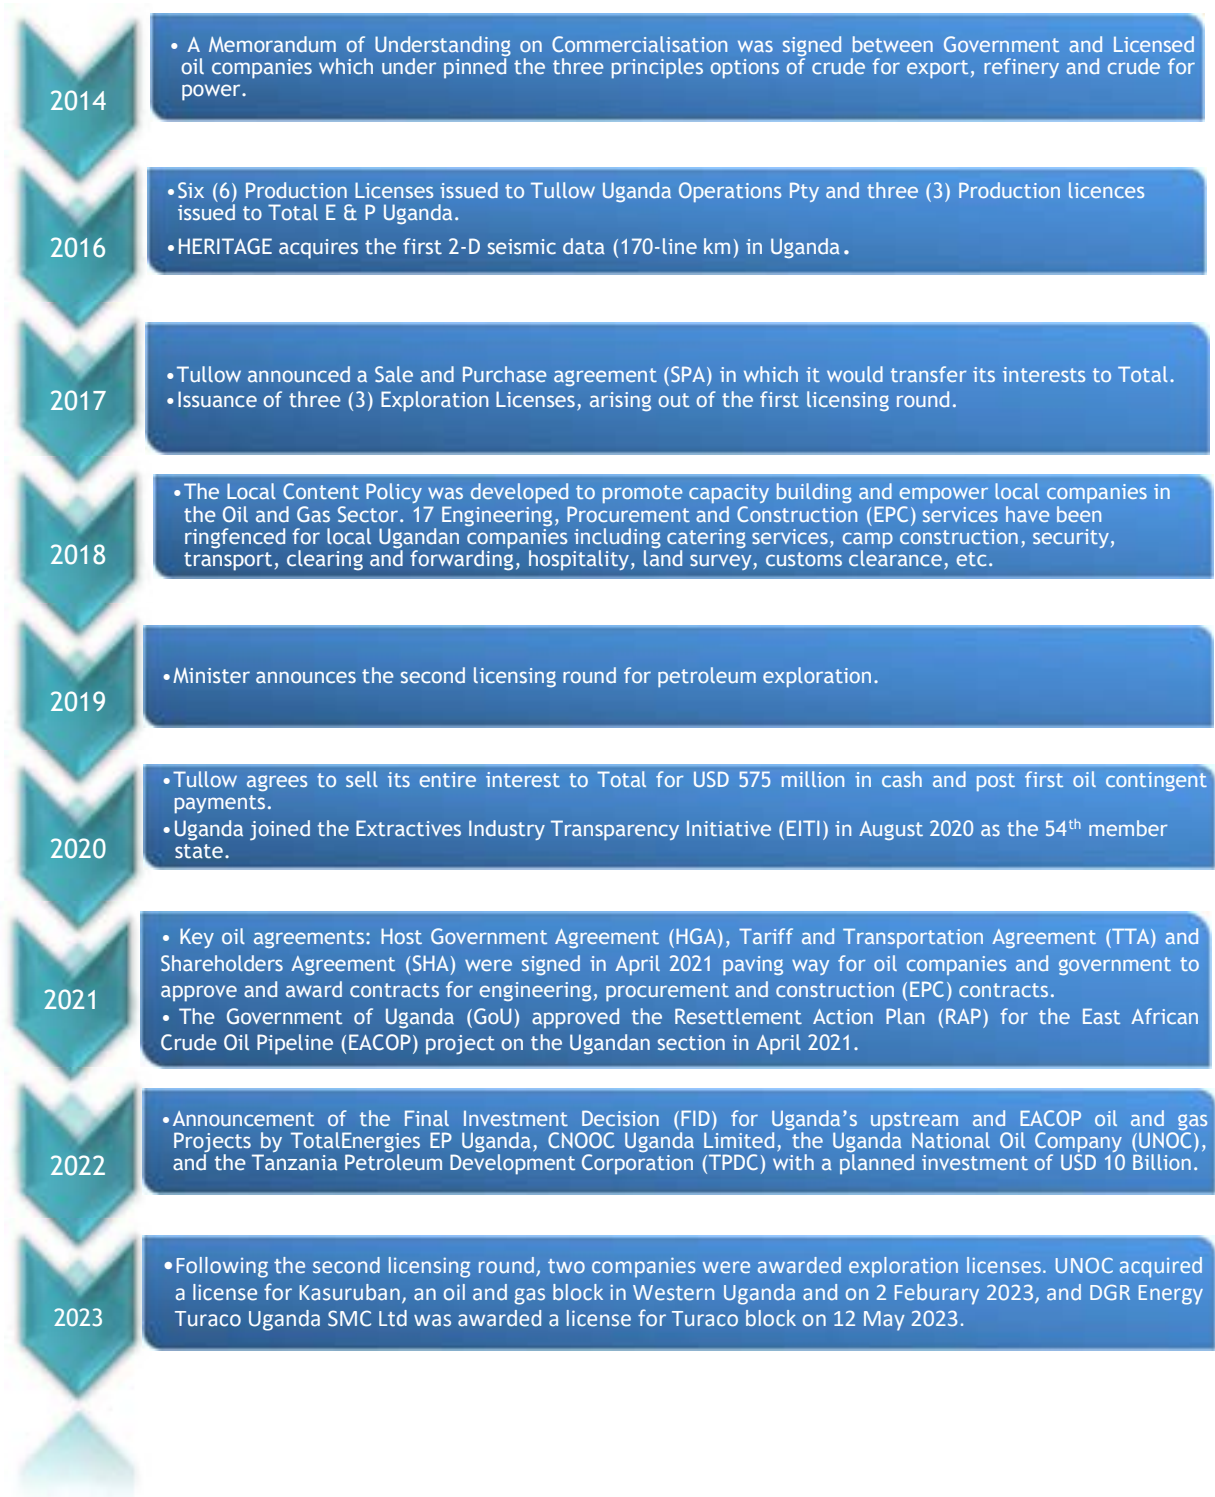 • A Memorandum of Understanding on Commercialisation was signed between Government and Licensed
oil companies which under pinned the three principles options of crude for export, refinery and crude for
power.
2014
•Six (6) Production Licenses issued to Tullow Uganda Operations Pty and three (3) Production licences
issued to Total E & P Uganda.
•HERITAGE acquires the first 2-D seismic data (170-line km) in Uganda.
2016
•Tullow announced a Sale and Purchase agreement (SPA) in which it would transfer its interests to Total.
•Issuance of three (3) Exploration Licenses, arising out of the first licensing round.
2017
•The Local Content Policy was developed to promote capacity building and empower local companies in
the Oil and Gas Sector. 17 Engineering, Procurement and Construction (EPC) services have been
ringfenced for local Ugandan companies including catering services, camp construction, security,
transport, clearing and forwarding, hospitality, land survey, customs clearance, etc.
2018
•Minister announces the second licensing round for petroleum exploration.
2019
•Tullow agrees to sell its entire interest to Total for USD 575 million in cash and post first oil contingent
payments.
•Uganda joined the Extractives Industry Transparency Initiative (EITI) in August 2020 as the 54th member
state.
2020
• Key oil agreements: Host Government Agreement (HGA), Tariff and Transportation Agreement (TTA) and
Shareholders Agreement (SHA) were signed in April 2021 paving way for oil companies and government to
approve and award contracts for engineering, procurement and construction (EPC) contracts.
• The Government of Uganda (GoU) approved the Resettlement Action Plan (RAP) for the East African
Crude Oil Pipeline (EACOP) project on the Ugandan section in April 2021.
2021
•Announcement of the Final Investment Decision (FID) for Uganda’s upstream and EACOP oil and gas
Projects by TotalEnergies EP Uganda, CNOOC Uganda Limited, the Uganda National Oil Company (UNOC),
and the Tanzania Petroleum Development Corporation (TPDC) with a planned investment of USD 10 Billion.
2022
•Following the second licensing round, two companies were awarded exploration licenses. UNOC acquired
a license for Kasuruban, an oil and gas block in Western Uganda and on 2 Feburary 2023, and DGR Energy
Turaco Uganda SMC Ltd was awarded a license for Turaco block on 12 May 2023.
2023